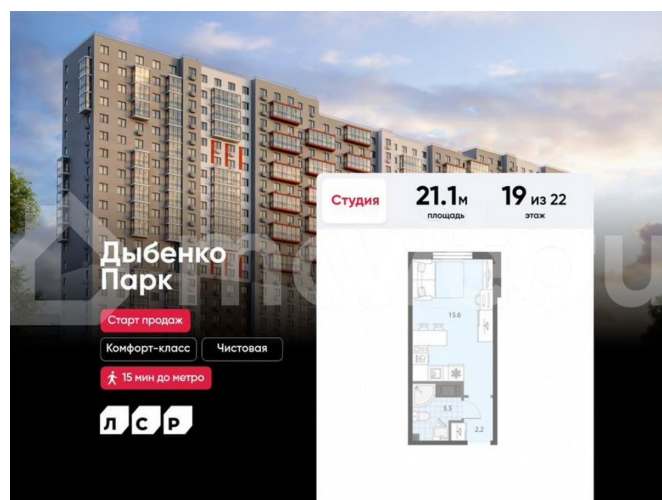 Студия
21.1м
площадь
19 из 22
этаж
Дыбенко
Парк
Старт продаж
Комфорт-класс
Чистовая
15 мин до метро
ЛСР
15.6
3.3
2.2